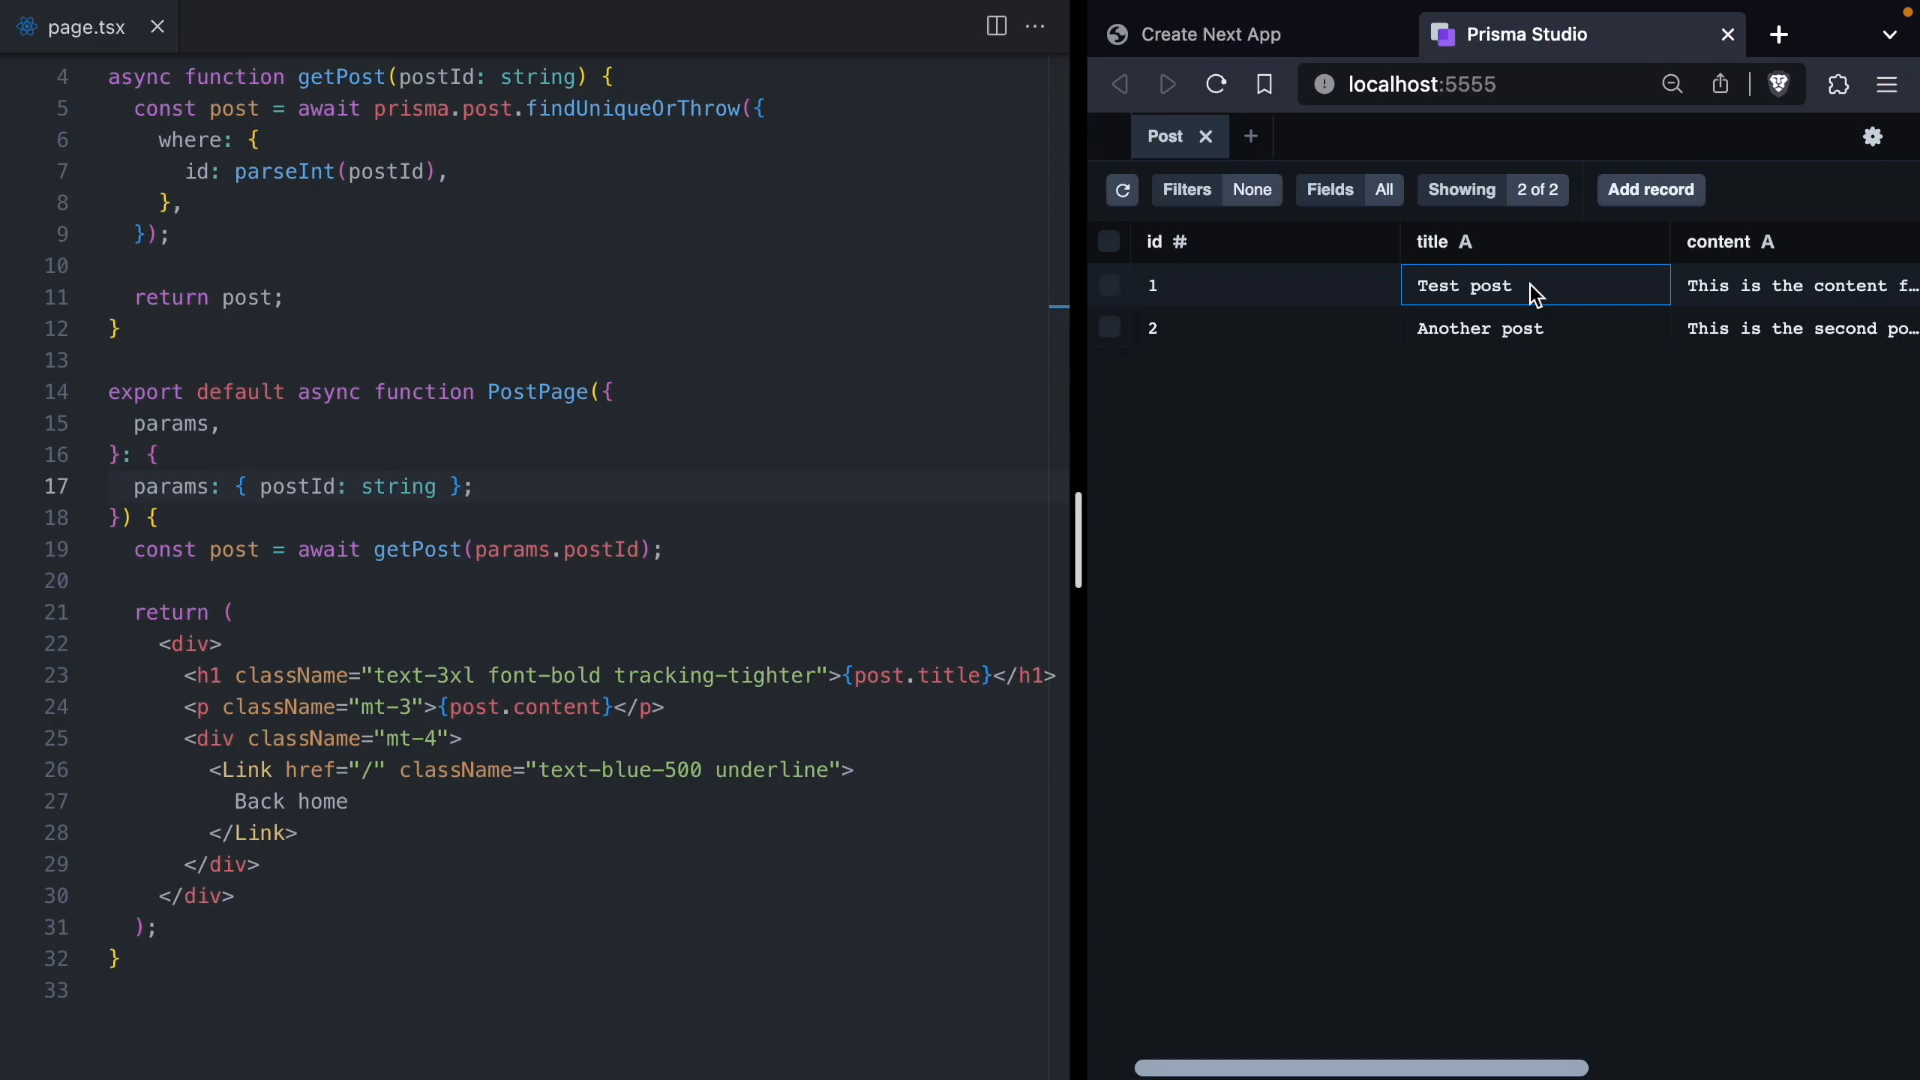 page.tsx
4 async function getPost(postId: string) {
5 const post = await prisma.post.findUniqueOrThrow({
6 where: {
7 id: parseInt(postId),
8 },
9 });
10
11 return post;
12 }
13
14 export default async function PostPage({
15 params,
16 }: {
17 params: { postId: string };
18 }) {
19 const post = await getPost(params.postId);
20
21 return (
22 <div>
23 <h1 className="text-3xl font-bold tracking-tighter">{post.title}</h1>
24 <p className="mt-3">{post.content}</p>
25 <div className="mt-4">
26 <Link href="/" className="text-blue-500 underline">
27 Back home
28 </Link>
29 </div>
30 </div>
31 );
32 }
33
Create Next App
Prisma Studio
localhost:5555
Post
Filters None Fields All Showing 2 of 2 Add record
id # title A content A
1 Test post This is the content f…
2 Another post This is the second po…